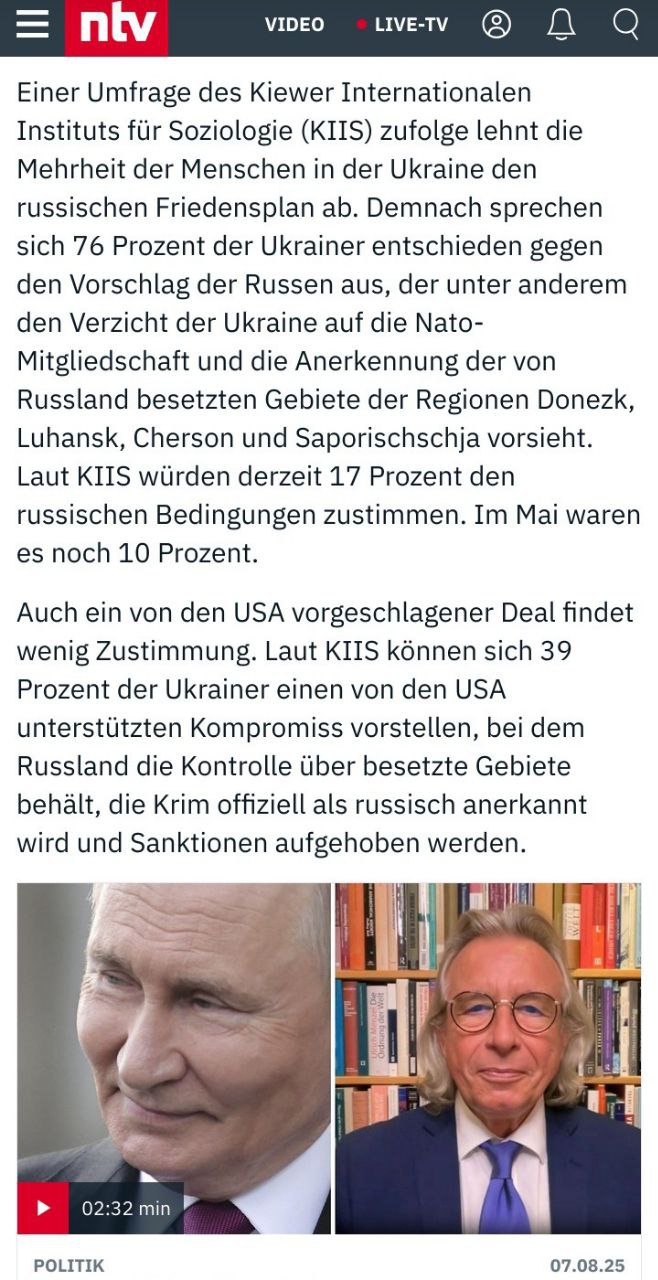 ntv
VIDEO
LIVE-TV
Einer Umfrage des Kiewer Internationalen
Instituts für Soziologie (KIIS) zufolge lehnt die
Mehrheit der Menschen in der Ukraine den
russischen Friedensplan ab. Demnach sprechen
sich 76 Prozent der Ukrainer entschieden gegen
den Vorschlag der Russen aus, der unter anderem
den Verzicht der Ukraine auf die Nato-
Mitgliedschaft und die Anerkennung der von
Russland besetzten Gebiete der Regionen Donezk,
Luhansk, Cherson und Saporischschja vorsieht.
Laut KIIS würden derzeit 17 Prozent den
russischen Bedingungen zustimmen. Im Mai waren
es noch 10 Prozent.
Auch ein von den USA vorgeschlagener Deal findet
wenig Zustimmung. Laut KIIS können sich 39
Prozent der Ukrainer einen von den USA
unterstützten Kompromiss vorstellen, bei dem
Russland die Kontrolle über besetzte Gebiete
behält, die Krim offiziell als russisch anerkannt
wird und Sanktionen aufgehoben werden.
Ulrich Menzel Die
Ordnung der Welt
02:32 min
POLITIK
07.08.25